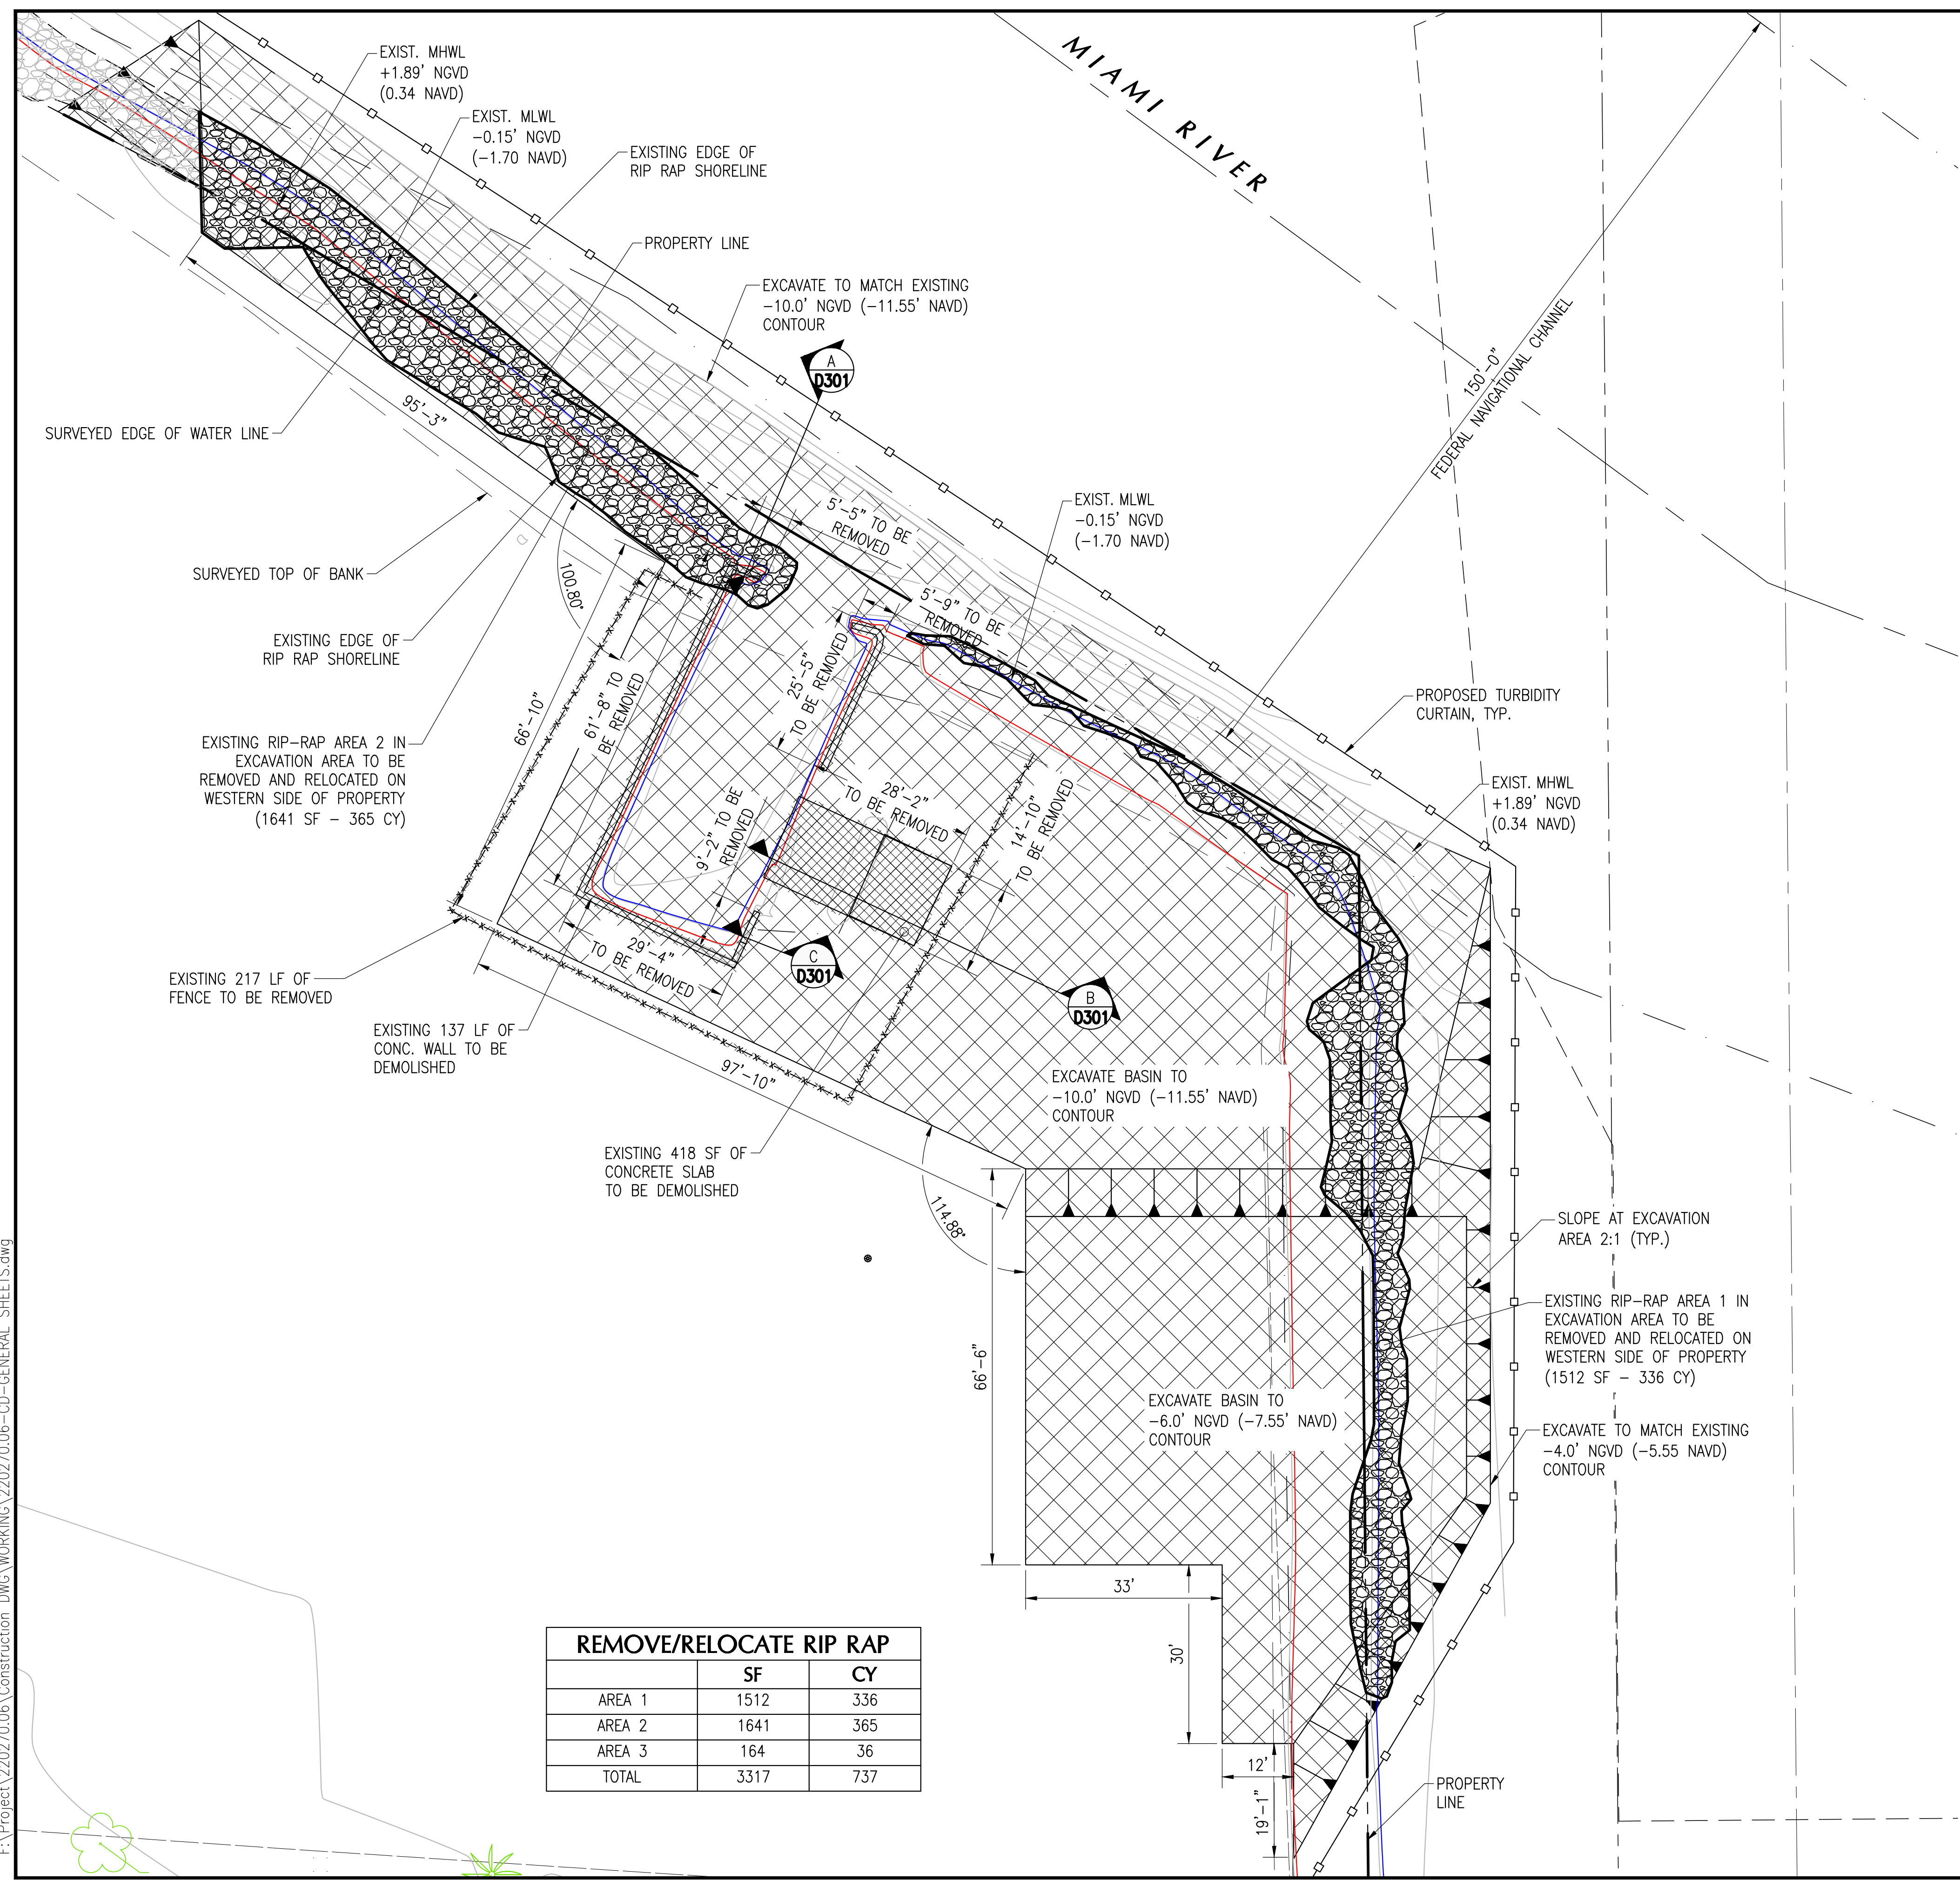 EXIST. MHWL
+1.89' NGVD
(0.34 NAVD)
EXIST. MLWL
-0.15' NGVD
(-1.70 NAVD)
EXISTING EDGE OF
RIP RAP SHORELINE
PROPERTY LINE
EXCAVATE TO MATCH EXISTING
-10.0' NGVD (-11.55' NAVD)
CONTOUR
A
D301
MIAMI RIVER
150'-0"
FEDERAL NAVIGATIONAL CHANNEL
SURVEYED EDGE OF WATER LINE
95'-3"
SURVEYED TOP OF BANK
EXISTING EDGE OF
RIP RAP SHORELINE
100.80°
5'-5" TO BE
REMOVED
EXIST. MLWL
-0.15' NGVD
(-1.70 NAVD)
5'-9" TO BE
REMOVED
25'-5"
TO BE REMOVED
61'-8" TO
BE REMOVED
66'-10"
PROPOSED TURBIDITY
CURTAIN, TYP.
EXIST. MHWL
+1.89' NGVD
(0.34 NAVD)
EXISTING RIP-RAP AREA 2 IN
EXCAVATION AREA TO BE
REMOVED AND RELOCATED ON
WESTERN SIDE OF PROPERTY
(1641 SF - 365 CY)
28'-2"
TO BE REMOVED
9'-2" TO BE
REMOVED
14'-10"
TO BE REMOVED
29'-4"
TO BE REMOVED
C
D301
B
D301
EXISTING 217 LF OF
FENCE TO BE REMOVED
EXISTING 137 LF OF
CONC. WALL TO BE
DEMOLISHED
97'-10"
EXCAVATE BASIN TO
-10.0' NGVD (-11.55' NAVD)
CONTOUR
EXISTING 418 SF OF
CONCRETE SLAB
TO BE DEMOLISHED
114.88°
SLOPE AT EXCAVATION
AREA 2:1 (TYP.)
EXISTING RIP-RAP AREA 1 IN
EXCAVATION AREA TO BE
REMOVED AND RELOCATED ON
WESTERN SIDE OF PROPERTY
(1512 SF - 336 CY)
66'-6"
EXCAVATE BASIN TO
-6.0' NGVD (-7.55' NAVD)
CONTOUR
EXCAVATE TO MATCH EXISTING
-4.0' NGVD (-5.55 NAVD)
CONTOUR
33'
30'
12'
19'-1"
PROPERTY
LINE
REMOVE/RELOCATE RIP RAP
SF CY
AREA 1 1512 336
AREA 2 1641 365
AREA 3 164 36
TOTAL 3317 737
F:\Project\220270.06\Construction DWG\WORKING\220270.06-CD-GENERAL SHEETS.dwg